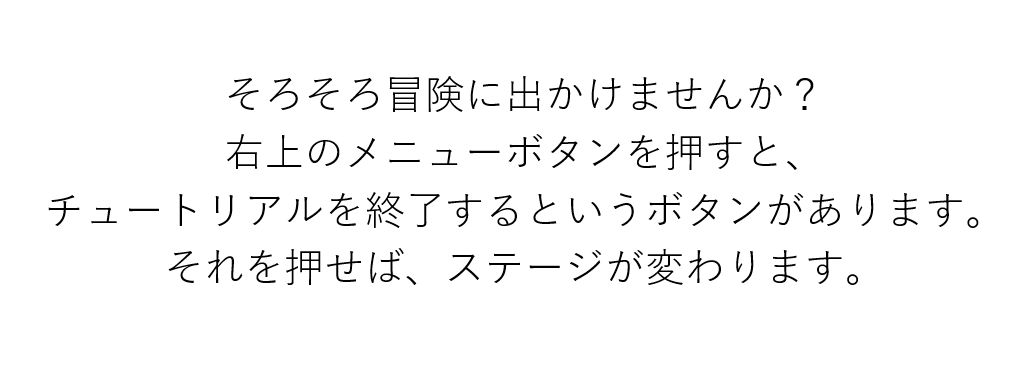 そろそろ冒険に出かけませんか？
右上のメニューボタンを押すと、
チュートリアルを終了するというボタンがあります。
それを押せば、ステージが変わります。